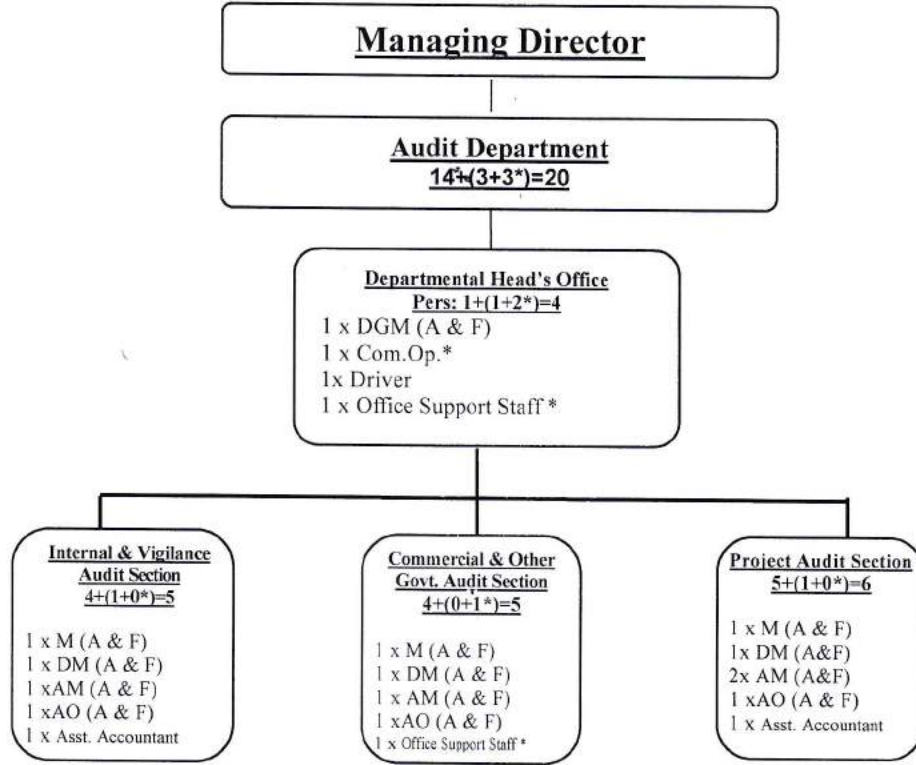 Managing Director
Audit Department
14+(3+3*)=20
Departmental Head's Office
Pers: 1+(1+2*)=4
1 x DGM (A & F)
1 x Com.Op.*
1x Driver
1 x Office Support Staff *
Internal & Vigilance
Audit Section
4+(1+0*)=5
1 x M (A & F)
1 x DM (A & F)
1 xAM (A & F)
1 xAO (A & F)
1 x Asst. Accountant
Commercial & Other
Govt. Audit Section
4+(0+1*)=5
1 x M (A & F)
1 x DM (A & F)
1 x AM (A & F)
1 xAO (A & F)
1 x Office Support Staff *
Project Audit Section
5+(1+0*)=6
1 x M (A & F)
1x DM (A&F)
2x AM (A&F)
1 xAO (A & F)
1 x Asst. Accountant